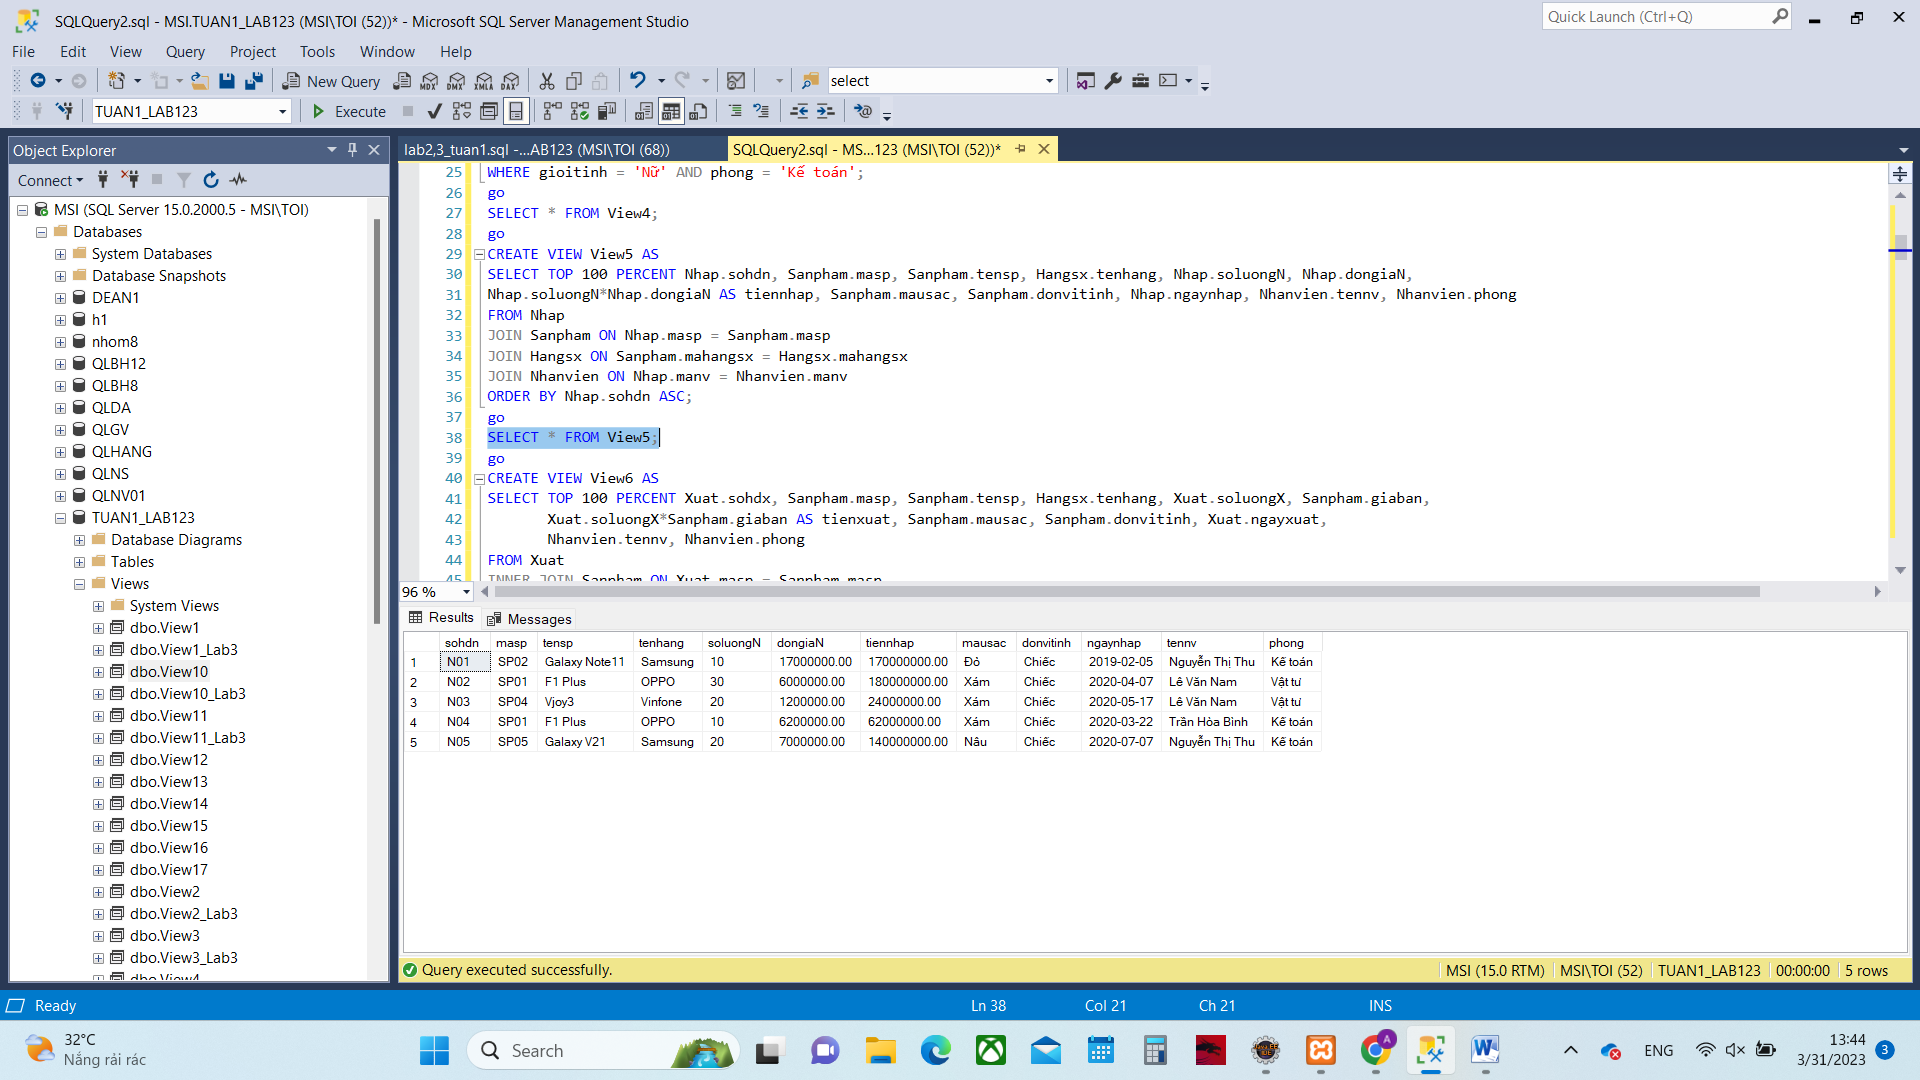 SQLQuery2.sql - MSI.TUAN1_LAB123 (MSI\TOI (52))* - Microsoft SQL Server Management Studio
Quick Launch (Ctrl+Q)
File Edit View Query Project Tools Window Help
New Query
MDX DMX XMLA DAX
select
TUAN1_LAB123
Execute
Object Explorer
Connect
MSI (SQL Server 15.0.2000.5 - MSI\TOI)
Databases
System Databases
Database Snapshots
DEAN1
h1
nhom8
QLBH12
QLBH8
QLDA
QLGV
QLHANG
QLNS
QLNV01
TUAN1_LAB123
Database Diagrams
Tables
Views
System Views
dbo.View1
dbo.View1_Lab3
dbo.View10
dbo.View10_Lab3
dbo.View11
dbo.View11_Lab3
dbo.View12
dbo.View13
dbo.View14
dbo.View15
dbo.View16
dbo.View17
dbo.View2
dbo.View2_Lab3
dbo.View3
dbo.View3_Lab3
dbo.View4
lab2,3_tuan1.sql -...AB123 (MSI\TOI (68))
SQLQuery2.sql - MS...123 (MSI\TOI (52))*
25 WHERE gioitinh = 'Nữ' AND phong = 'Kế toán';
26 go
27 SELECT * FROM View4;
28 go
29 CREATE VIEW View5 AS
30 SELECT TOP 100 PERCENT Nhap.sohdn, Sanpham.masp, Sanpham.tensp, Hangsx.tenhang, Nhap.soluongN, Nhap.dongiaN,
31 Nhap.soluongN*Nhap.dongiaN AS tiennhap, Sanpham.mausac, Sanpham.donvitinh, Nhap.ngaynhap, Nhanvien.tennv, Nhanvien.phong
32 FROM Nhap
33 JOIN Sanpham ON Nhap.masp = Sanpham.masp
34 JOIN Hangsx ON Sanpham.mahangsx = Hangsx.mahangsx
35 JOIN Nhanvien ON Nhap.manv = Nhanvien.manv
36 ORDER BY Nhap.sohdn ASC;
37 go
38 SELECT * FROM View5;
39 go
40 CREATE VIEW View6 AS
41 SELECT TOP 100 PERCENT Xuat.sohdx, Sanpham.masp, Sanpham.tensp, Hangsx.tenhang, Xuat.soluongX, Sanpham.giaban,
42 Xuat.soluongX*Sanpham.giaban AS tienxuat, Sanpham.mausac, Sanpham.donvitinh, Xuat.ngayxuat,
43 Nhanvien.tennv, Nhanvien.phong
44 FROM Xuat
45 INNER JOIN Sanpham ON Xuat.masp = Sanpham.masp
96 %
Results Messages
sohdn masp tensp tenhang soluongN dongiaN tiennhap mausac donvitinh ngaynhap tennv phong
1 N01 SP02 Galaxy Note11 Samsung 10 17000000.00 170000000.00 Đỏ Chiếc 2019-02-05 Nguyễn Thị Thu Kế toán
2 N02 SP01 F1 Plus OPPO 30 6000000.00 180000000.00 Xám Chiếc 2020-04-07 Lê Văn Nam Vật tư
3 N03 SP04 Vjoy3 Vinfone 20 1200000.00 24000000.00 Xám Chiếc 2020-05-17 Lê Văn Nam Vật tư
4 N04 SP01 F1 Plus OPPO 10 6200000.00 62000000.00 Xám Chiếc 2020-03-22 Trần Hòa Bình Kế toán
5 N05 SP05 Galaxy V21 Samsung 20 7000000.00 140000000.00 Nâu Chiếc 2020-07-07 Nguyễn Thị Thu Kế toán
Query executed successfully.
MSI (15.0 RTM) MSI\TOI (52) TUAN1_LAB123 00:00:00 5 rows
Ready Ln 38 Col 21 Ch 21 INS
32°C
Nắng rải rác
Search
A
ENG
13:44
3/31/2023
3